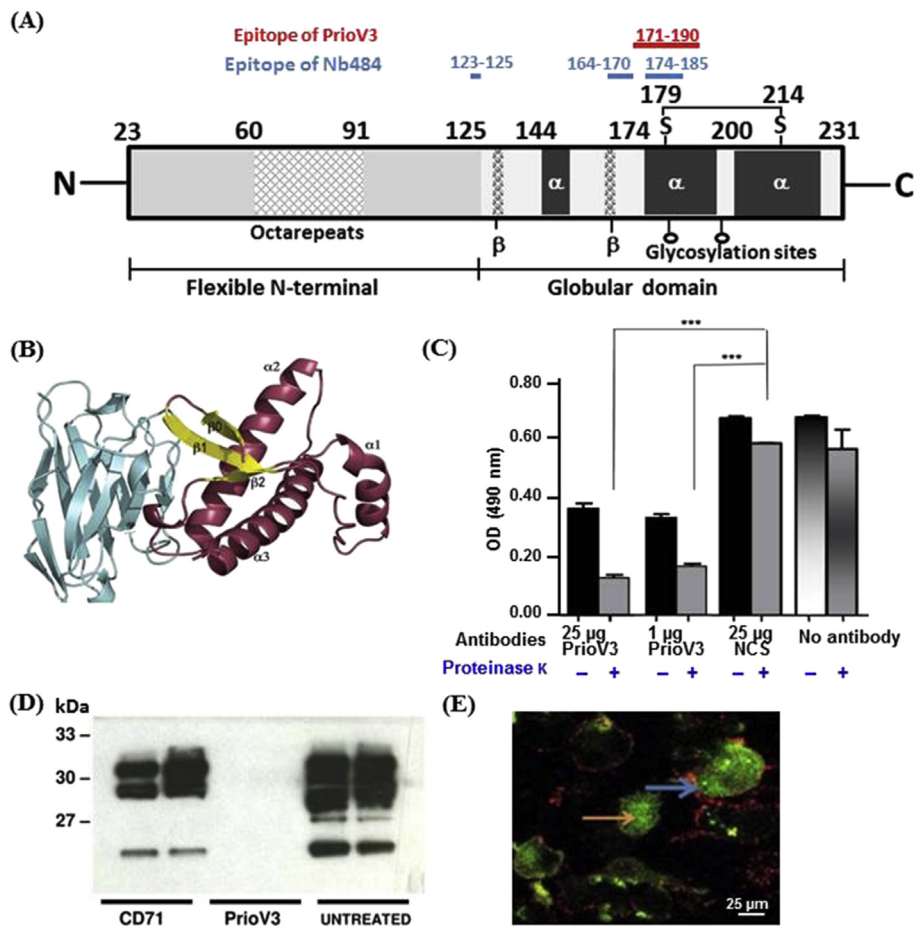 (A)
Epitope of PrioV3
171-190
Epitope of Nb484
123-125
164-170
174-185
179
214
S
S
23
60
91
125
144
174
200
231
N
α
α
α
C
Octarepeats
β
β
Glycosylation sites
Flexible N-terminal
Globular domain
(B)
α2
β0
β1
α1
β2
α3
(C)
***
***
0.80
0.60
0.40
0.20
0.00
OD (490 nm)
Antibodies
25 μg
PrioV3
1 μg
PrioV3
25 μg
NCS
No antibody
Proteinase K
– + – + – + – +
(D)
kDa
33 –
30 –
27 –
CD71
PrioV3
UNTREATED
(E)
25 μm